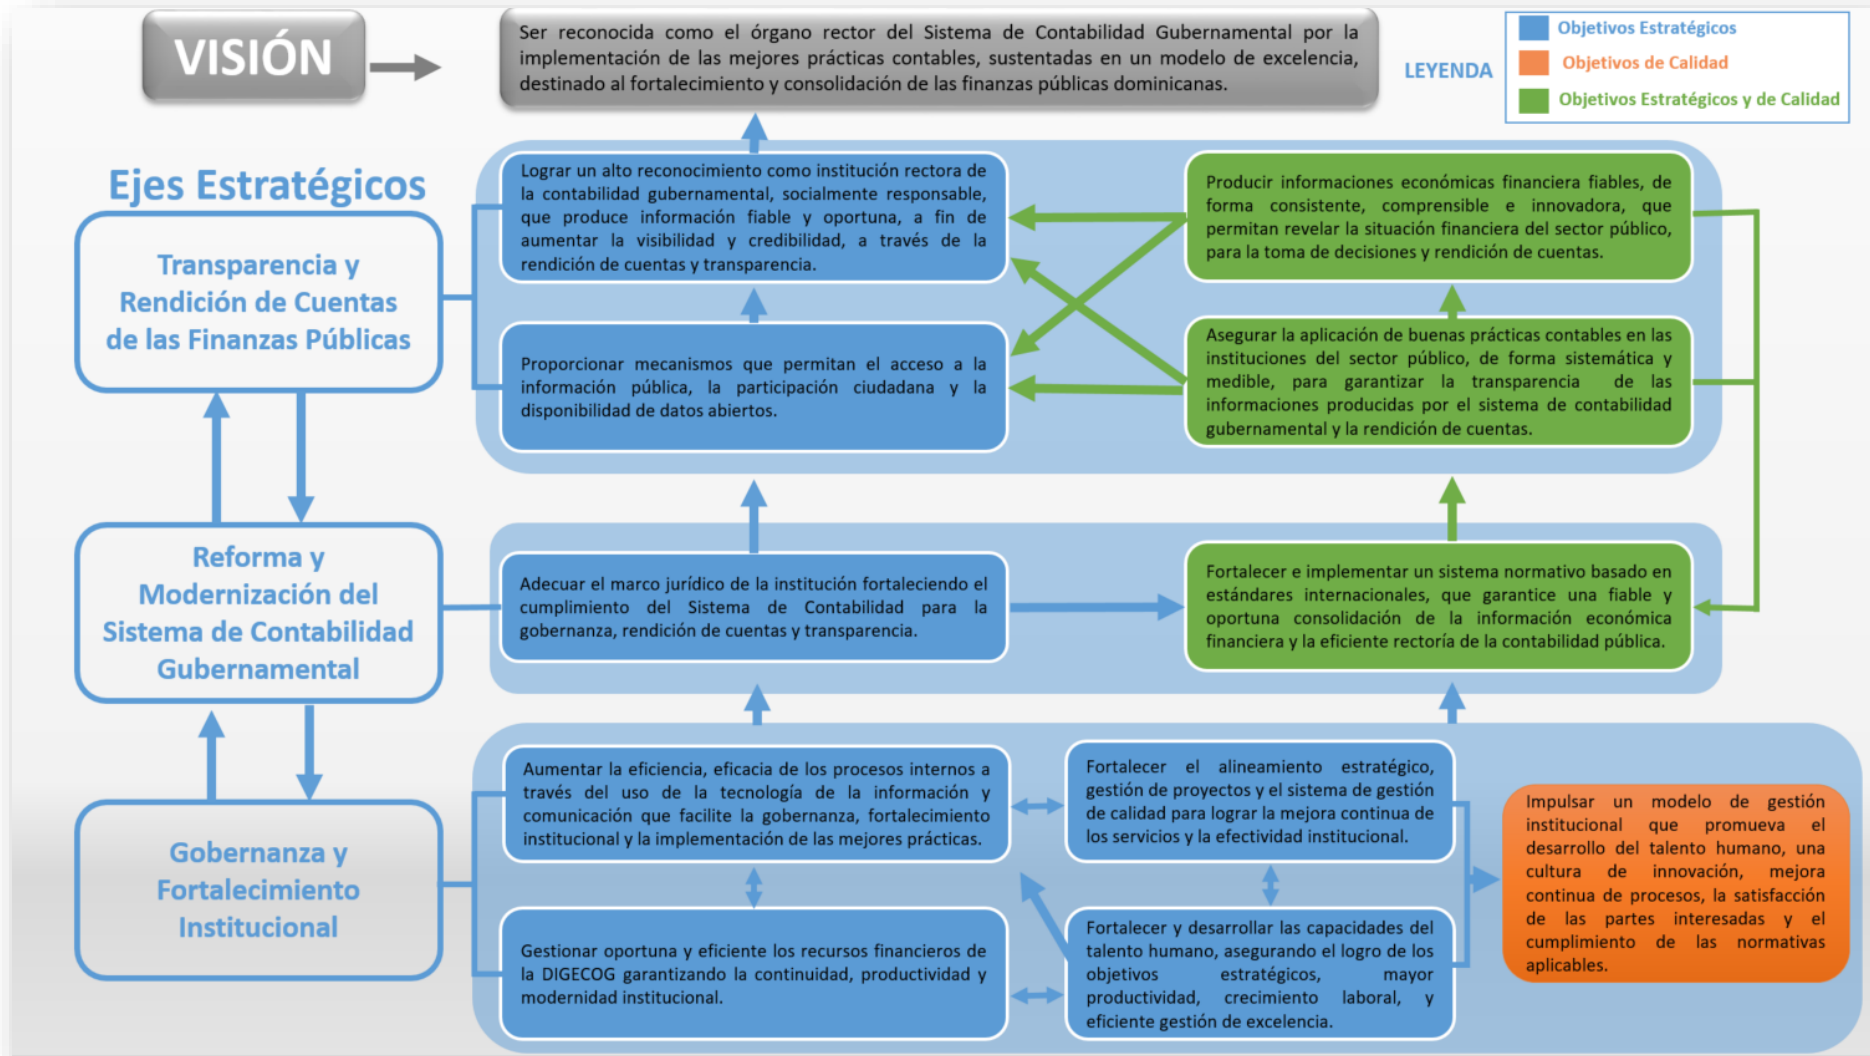 VISIÓN
Ser reconocida como el órgano rector del Sistema de Contabilidad Gubernamental por la
implementación de las mejores prácticas contables, sustentadas en un modelo de excelencia,
destinado al fortalecimiento y consolidación de las finanzas públicas dominicanas.
LEYENDA
Objetivos Estratégicos
Objetivos de Calidad
Objetivos Estratégicos y de Calidad
Ejes Estratégicos
Transparencia y
Rendición de Cuentas
de las Finanzas Públicas
Lograr un alto reconocimiento como institución rectora de
la contabilidad gubernamental, socialmente responsable,
que produce información fiable y oportuna, a fin de
aumentar la visibilidad y credibilidad, a través de la
rendición de cuentas y transparencia.
Producir informaciones económicas financiera fiables, de
forma consistente, comprensible e innovadora, que
permitan revelar la situación financiera del sector público,
para la toma de decisiones y rendición de cuentas.
Proporcionar mecanismos que permitan el acceso a la
información pública, la participación ciudadana y la
disponibilidad de datos abiertos.
Asegurar la aplicación de buenas prácticas contables en las
instituciones del sector público, de forma sistemática y
medible, para garantizar la transparencia de las
informaciones producidas por el sistema de contabilidad
gubernamental y la rendición de cuentas.
Reforma y
Modernización del
Sistema de Contabilidad
Gubernamental
Adecuar el marco jurídico de la institución fortaleciendo el
cumplimiento del Sistema de Contabilidad para la
gobernanza, rendición de cuentas y transparencia.
Fortalecer e implementar un sistema normativo basado en
estándares internacionales, que garantice una fiable y
oportuna consolidación de la información económica
financiera y la eficiente rectoría de la contabilidad pública.
Gobernanza y
Fortalecimiento
Institucional
Aumentar la eficiencia, eficacia de los procesos internos a
través del uso de la tecnología de la información y
comunicación que facilite la gobernanza, fortalecimiento
institucional y la implementación de las mejores prácticas.
Fortalecer el alineamiento estratégico,
gestión de proyectos y el sistema de gestión
de calidad para lograr la mejora continua de
los servicios y la efectividad institucional.
Gestionar oportuna y eficiente los recursos financieros de
la DIGECOG garantizando la continuidad, productividad y
modernidad institucional.
Fortalecer y desarrollar las capacidades del
talento humano, asegurando el logro de los
objetivos estratégicos, mayor
productividad, crecimiento laboral, y
eficiente gestión de excelencia.
Impulsar un modelo de gestión
institucional que promueva el
desarrollo del talento humano, una
cultura de innovación, mejora
continua de procesos, la satisfacción
de las partes interesadas y el
cumplimiento de las normativas
aplicables.